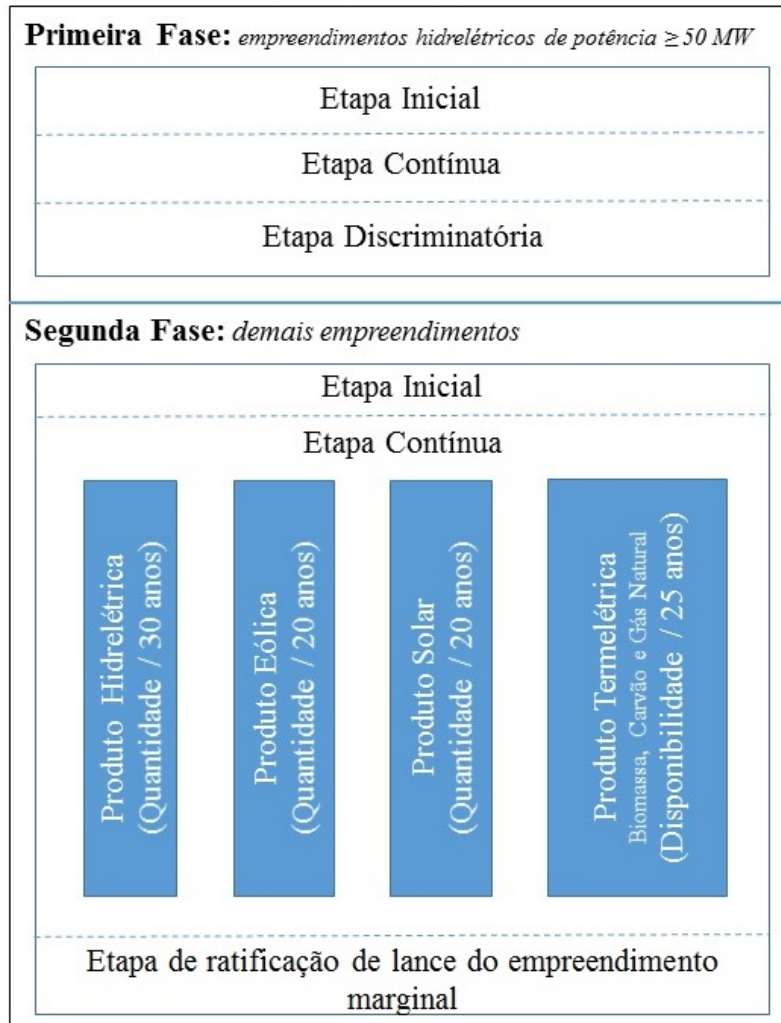 Primeira Fase: empreendimentos hidrelétricos de potência ≥ 50 MW
Etapa Inicial
Etapa Contínua
Etapa Discriminatória
Segunda Fase: demais empreendimentos
Etapa Inicial
Etapa Contínua
Produto Hidrelétrica
(Quantidade / 30 anos)
Produto Eólica
(Quantidade / 20 anos)
Produto Solar
(Quantidade / 20 anos)
Produto Termelétrica
Biomassa, Carvão e Gás Natural
(Disponibilidade / 25 anos)
Etapa de ratificação de lance do empreendimento
marginal